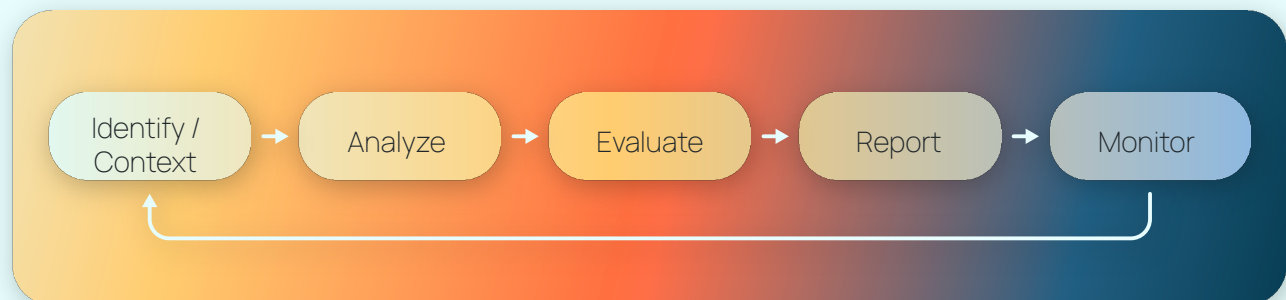 Identify /
Context
Analyze
Evaluate
Report
Monitor